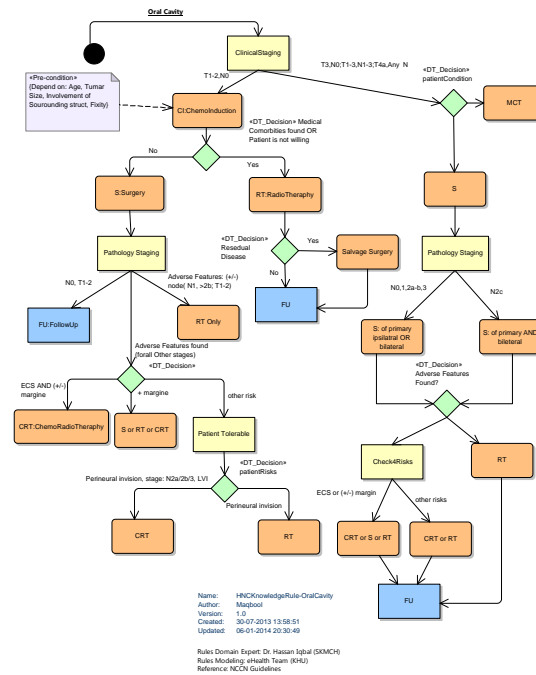 Oral Cavity
ClinicalStaging
T1-2,N0
T3,N0;T1-3,N1-3;T4a,Any N
«DT_Decision»
patientCondition
MCT
«Pre-condition»
(Depend on: Age, Tumar
Size, Involvement of
Sourounding struct, Fixity)
CI:ChemoInduction
«DT_Decision» Medical
Comorbities found OR
Patient is not willing
No
Yes
S:Surgery
RT:RadioTheraphy
S
«DT_Decision»
Resedual
Disease
Yes
Salvage Surgery
No
Pathology Staging
Pathology Staging
N0, T1-2
Adverse Features: (+/-)
node( N1, >2b; T1-2)
FU:FollowUp
RT Only
FU
N0,1,2a-b,3
N2c
S: of primary
ipsilatral OR
bilateral
S: of primary AND
bileteral
Adverse Features found
(forall Other stages)
«DT_Decision»
«DT_Decision»
Adverse Features
Found?
ECS AND (+/-)
margine
+ margine
other risk
CRT:ChemoRadioTheraphy
S or RT or CRT
Patient Tolerable
Check4Risks
RT
«DT_Decision»
patientRisks
Perineural invision, stage: N2a/2b/3, LVI
Perineural invision
ECS or (+/-) margin
other risks
CRT
RT
CRT or S or RT
CRT or RT
FU
Name: HNCKnowledgeRule-OralCavity
Author: Maqbool
Version: 1.0
Created: 30-07-2013 13:58:51
Updated: 06-01-2014 20:30:49
Rules Domain Expert: Dr. Hassan Iqbal (SKMCH)
Rules Modeling: eHealth Team (KHU)
Reference: NCCN Guidelines